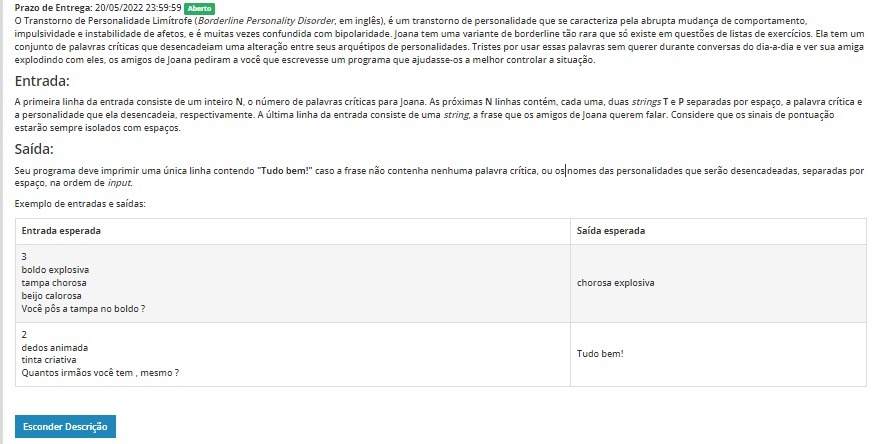 Prazo de Entrega: 20/05/2022 23:59:59 Aberto
O Transtorno de Personalidade Limítrofe (Borderline Personality Disorder, em inglês), é um transtorno de personalidade que se caracteriza pela abrupta mudança de comportamento,
impulsividade e instabilidade de afetos, e é muitas vezes confundida com bipolaridade. Joana tem uma variante de borderline tão rara que só existe em questões de listas de exercícios. Ela tem um
conjunto de palavras críticas que desencadeiam uma alteração entre seus arquétipos de personalidades. Tristes por usar essas palavras sem querer durante conversas do dia-a-dia e ver sua amiga
explodindo com eles, os amigos de Joana pediram a você que escrevesse um programa que ajudasse-os a melhor controlar a situação.
Entrada:
A primeira linha da entrada consiste de um inteiro N, o número de palavras críticas para Joana. As próximas N linhas contém, cada uma, duas strings T e P separadas por espaço, a palavra crítica e
a personalidade que ela desencadeia, respectivamente. A última linha da entrada consiste de uma string, a frase que os amigos de Joana querem falar. Considere que os sinais de pontuação
estarão sempre isolados com espaços.
Saída:
Seu programa deve imprimir uma única linha contendo "Tudo bem!" caso a frase não contenha nenhuma palavra crítica, ou os nomes das personalidades que serão desencadeadas, separadas por
espaço, na ordem de input.
Exemplo de entradas e saídas:
Entrada esperada
Saída esperada
3
boldo explosiva
tampa chorosa
beijo calorosa
Você pôs a tampa no boldo ?
chorosa explosiva
2
dedos animada
tinta criativa
Quantos irmãos você tem , mesmo ?
Tudo bem!
Esconder Descrição